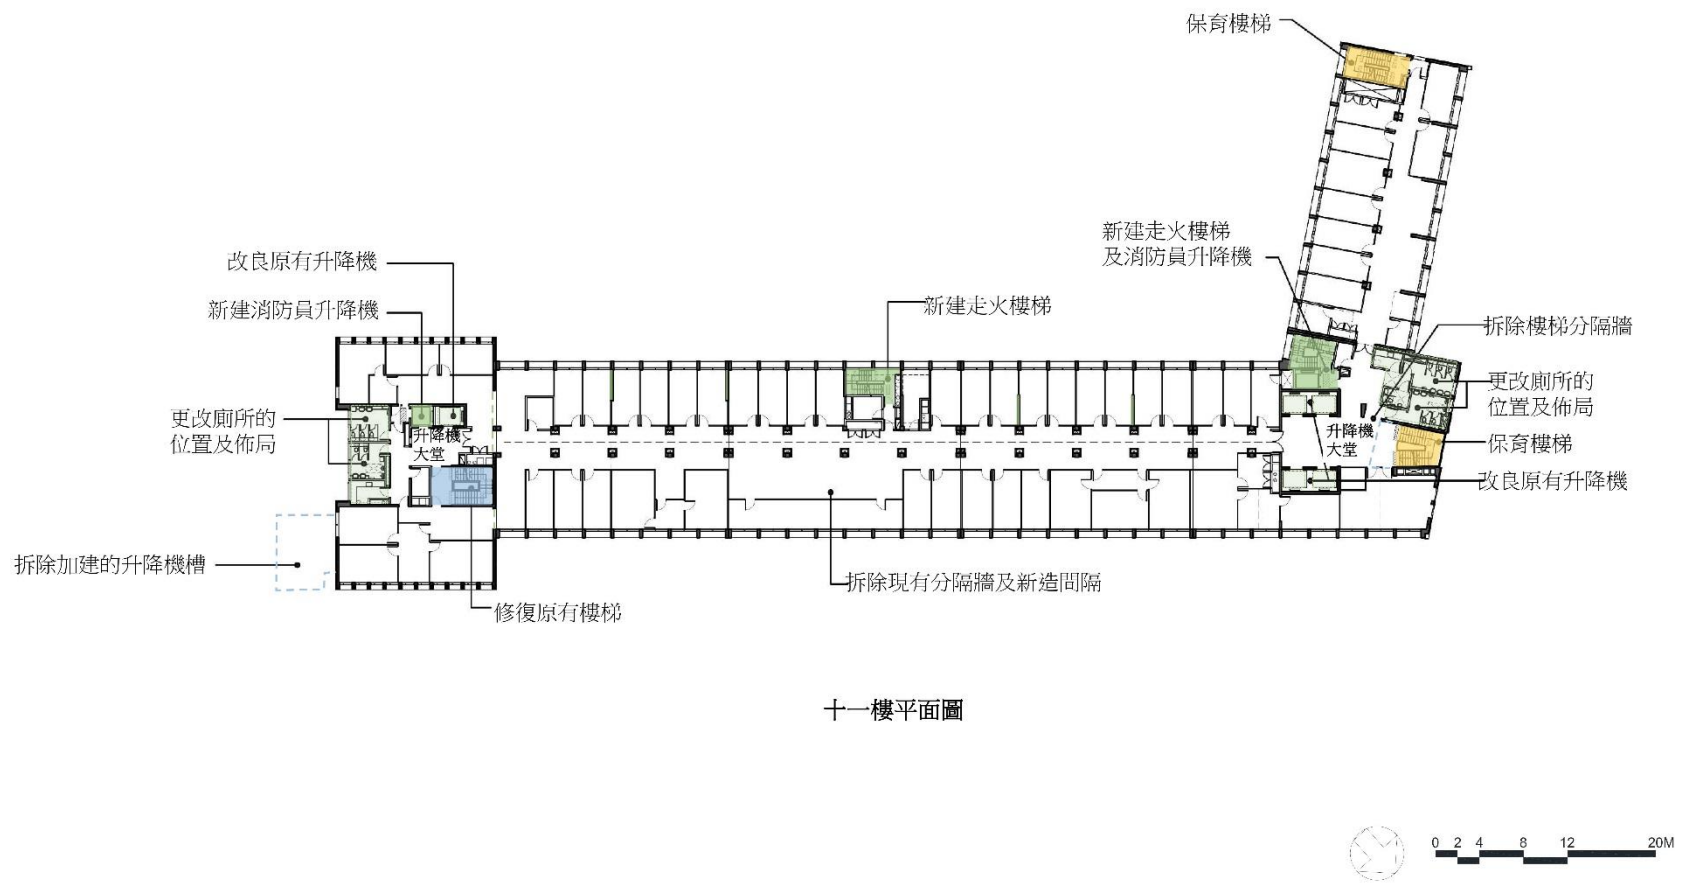 保育樓梯
新建走火樓梯
及消防員升降機
改良原有升降機
新建消防員升降機
新建走火樓梯
拆除樓梯分隔牆
更改廁所的
位置及佈局
更改廁所的
位置及佈局
升降機
大堂
升降機
大堂
保育樓梯
改良原有升降機
拆除加建的升降機槽
拆除現有分隔牆及新造間隔
修復原有樓梯
十一樓平面圖
0 2 4 8 12 20M